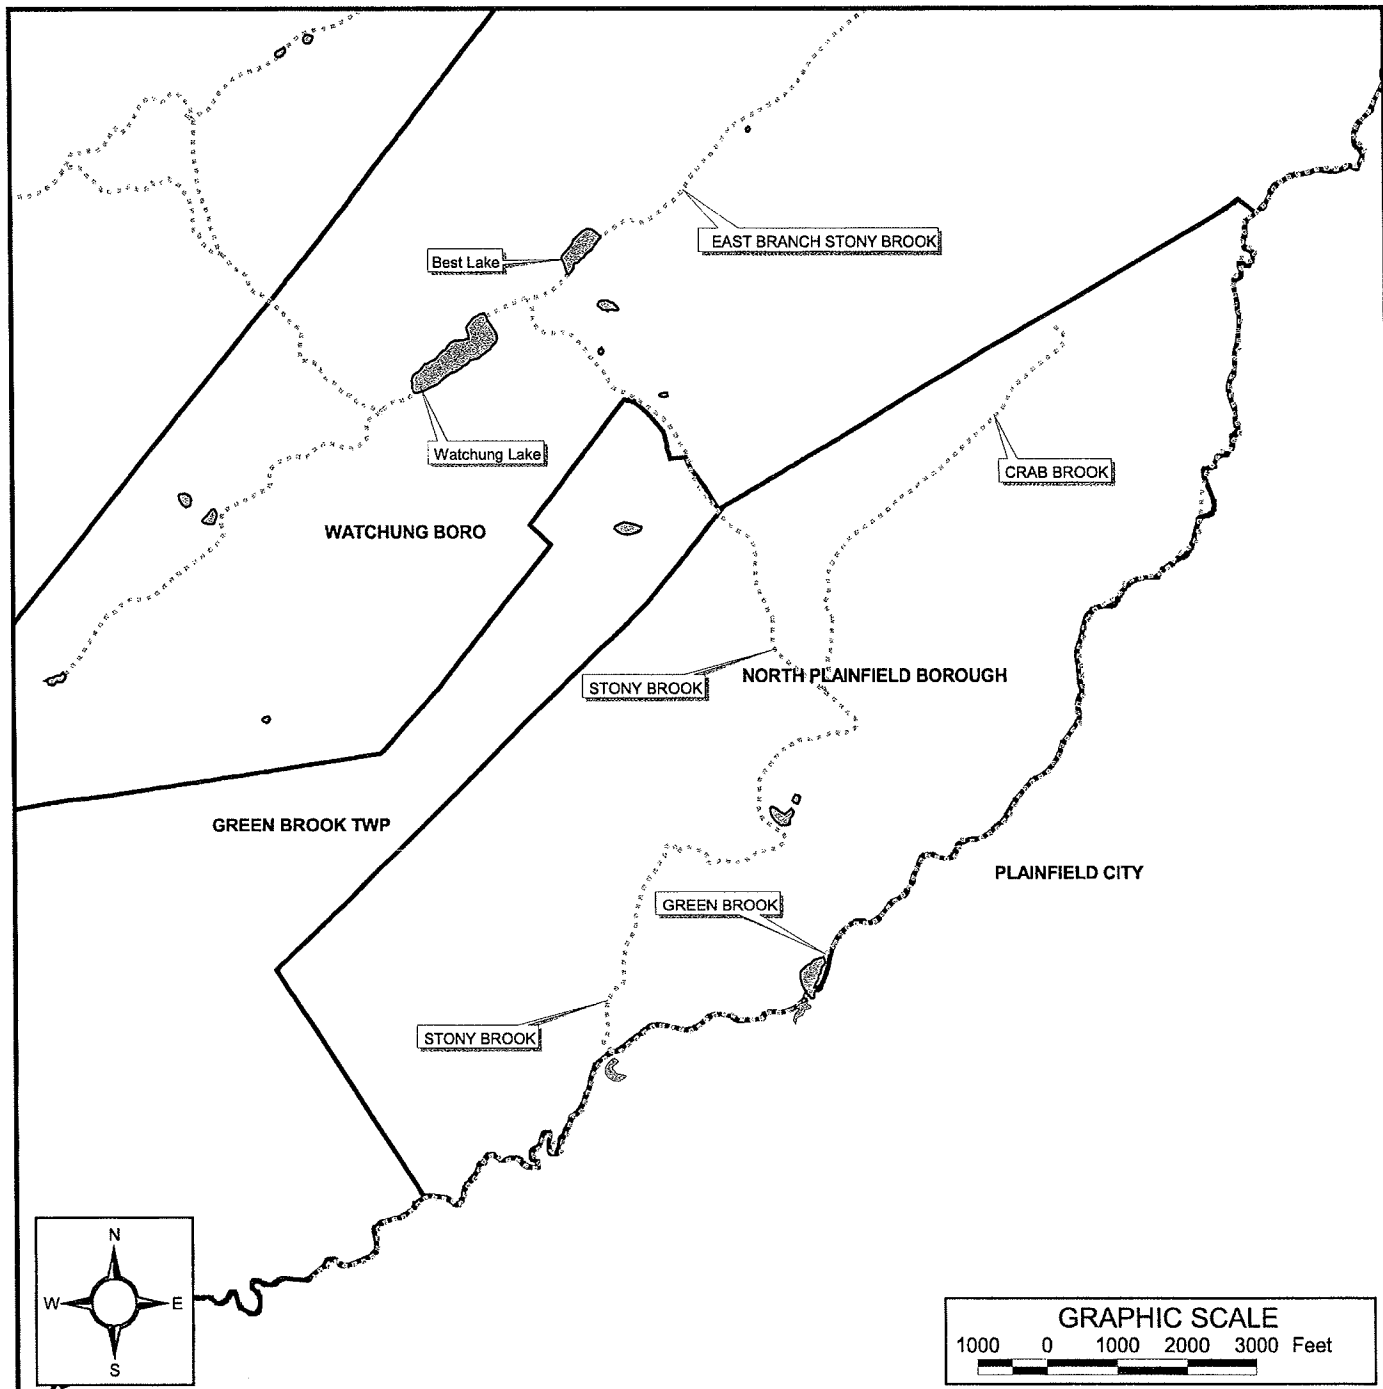 EAST BRANCH STONY BROOK
Best Lake
Watchung Lake
CRAB BROOK
WATCHUNG BORO
STONY BROOK
NORTH PLAINFIELD BOROUGH
GREEN BROOK TWP
PLAINFIELD CITY
GREEN BROOK
STONY BROOK
N
W
E
S
GRAPHIC SCALE
1000 0 1000 2000 3000 Feet